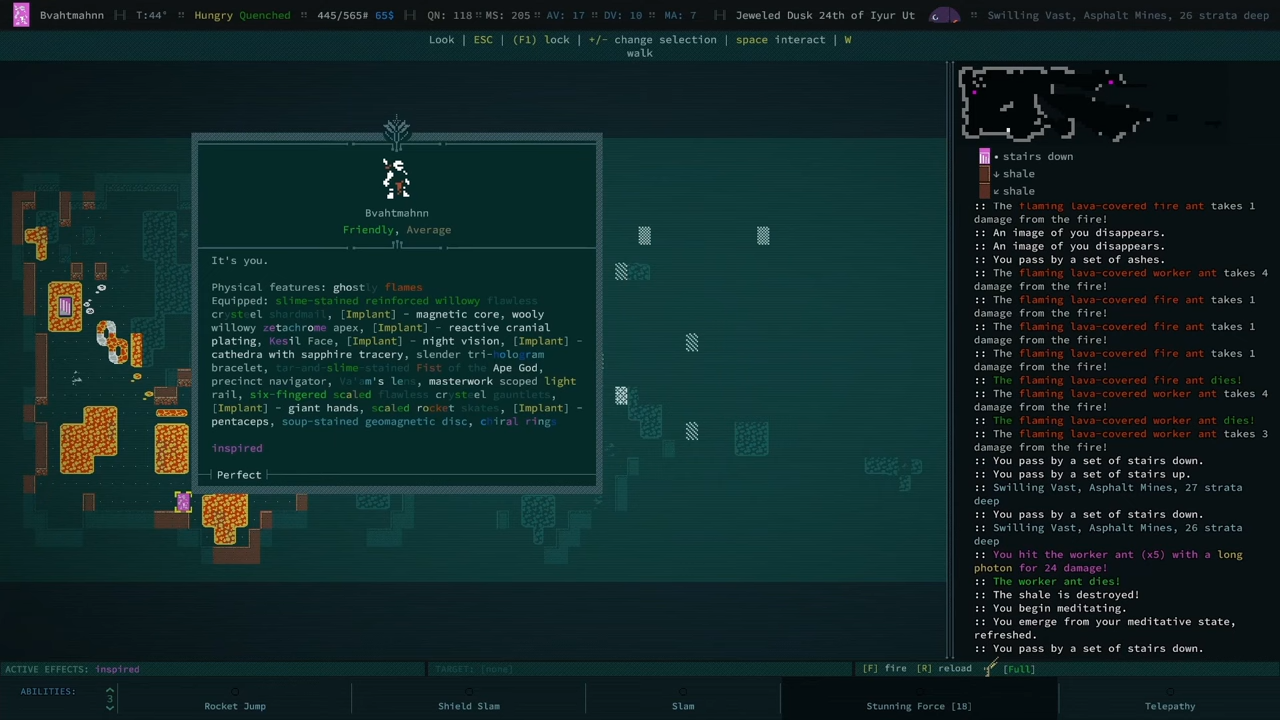 Bvahtmahnn T:44° :: Hungry Quenched :: 445/565# 65$ QN: 118 :: MS: 205 :: AV: 17 :: DV: 10 :: MA: 7 Jeweled Dusk 24th of Iyur Ut :: Swilling Vast, Asphalt Mines, 26 strata deep
Look | ESC | (F1) lock | +/- change selection | space interact | W
walk
Bvahtmahnn
Friendly, Average
It's you.
Physical features: ghostly flames
Equipped: slime-stained reinforced willowy flawless
crysteel shardmail, [Implant] - magnetic core, wooly
willowy zetachrome apex, [Implant] - reactive cranial
plating, Kesil Face, [Implant] - night vision, [Implant] -
cathedra with sapphire tracery, slender tri-hologram
bracelet, tar-and-slime-stained Fist of the Ape God,
precinct navigator, Va'am's lens, masterwork scoped light
rail, six-fingered scaled flawless crysteel gauntlets,
[Implant] - giant hands, scaled rocket skates, [Implant] -
pentaceps, soup-stained geomagnetic disc, chiral rings
inspired
Perfect
• stairs down
↓ shale
↙ shale
:: The flaming lava-covered fire ant takes 1
damage from the fire!
:: An image of you disappears.
:: An image of you disappears.
:: You pass by a set of ashes.
:: The flaming lava-covered worker ant takes 4
damage from the fire!
:: The flaming lava-covered fire ant takes 1
damage from the fire!
:: The flaming lava-covered fire ant takes 1
damage from the fire!
:: The flaming lava-covered fire ant takes 1
damage from the fire!
:: The flaming lava-covered fire ant dies!
:: The flaming lava-covered worker ant takes 4
damage from the fire!
:: The flaming lava-covered worker ant dies!
:: The flaming lava-covered worker ant takes 3
damage from the fire!
:: You pass by a set of stairs down.
:: You pass by a set of stairs up.
:: Swilling Vast, Asphalt Mines, 27 strata
deep
:: You pass by a set of stairs down.
:: Swilling Vast, Asphalt Mines, 26 strata
deep
:: You hit the worker ant (x5) with a long
photon for 24 damage!
:: The worker ant dies!
:: The shale is destroyed!
:: You begin meditating.
:: You emerge from your meditative state,
refreshed.
:: You pass by a set of stairs down.
ACTIVE EFFECTS: inspired
TARGET: [none]
[F] fire [R] reload [Full]
ABILITIES: 3 Rocket Jump Shield Slam Slam Stunning Force [18] Telepathy